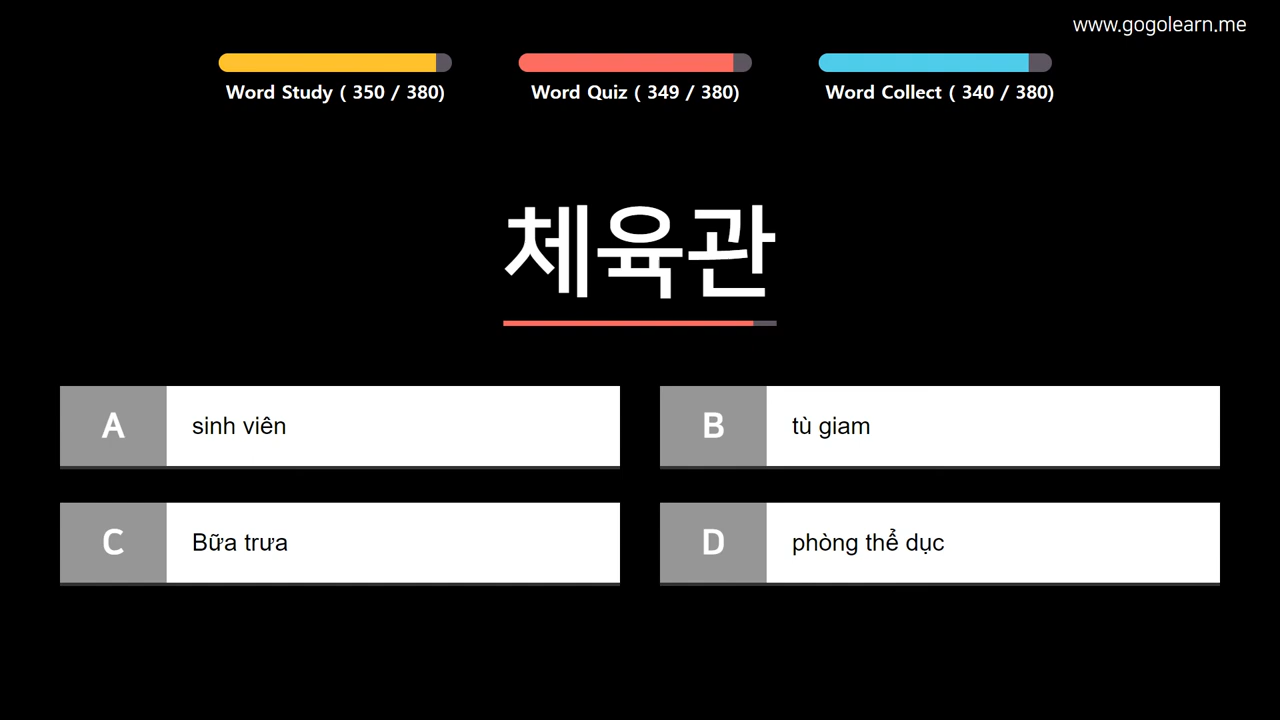 www.gogolearn.me
Word Study ( 350 / 380)
Word Quiz ( 349 / 380)
Word Collect ( 340 / 380)
체육관
A sinh viên
B tù giam
C Bữa trưa
D phòng thể dục